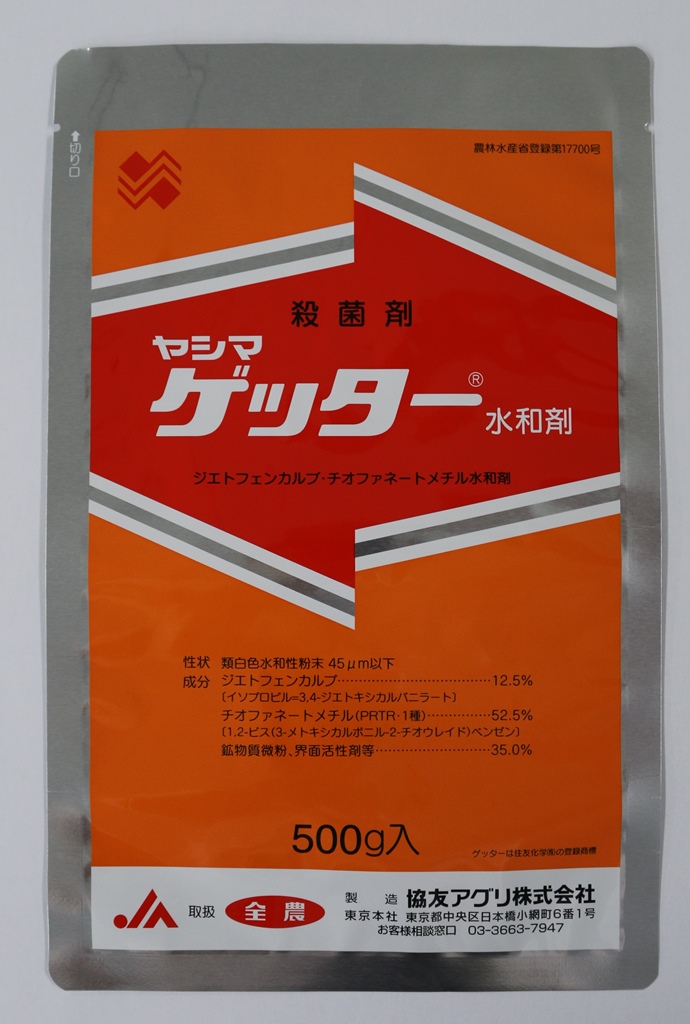 ↑切り口
農林水産省登録第17700号
殺菌剤
ヤシマ
ゲッター®水和剤
ジエトフェンカルブ・チオファネートメチル水和剤
性状 類白色水和性粉末 45μm以下
成分 ジエトフェンカルブ……………………………12.5%
〔イソプロピル=3,4-ジエトキシカルバニラート〕
チオファネートメチル(PRTR・1種)……………52.5%
〔1,2-ビス(3-メトキシカルボニル-2-チオウレイド)ベンゼン〕
鉱物質微粉、界面活性剤等………………………35.0%
500g入
ゲッターは住友化学㈱の登録商標
JA 取扱 全農
製造 協友アグリ株式会社
東京本社 東京都中央区日本橋小網町6番1号
お客様相談窓口 03-3663-7947